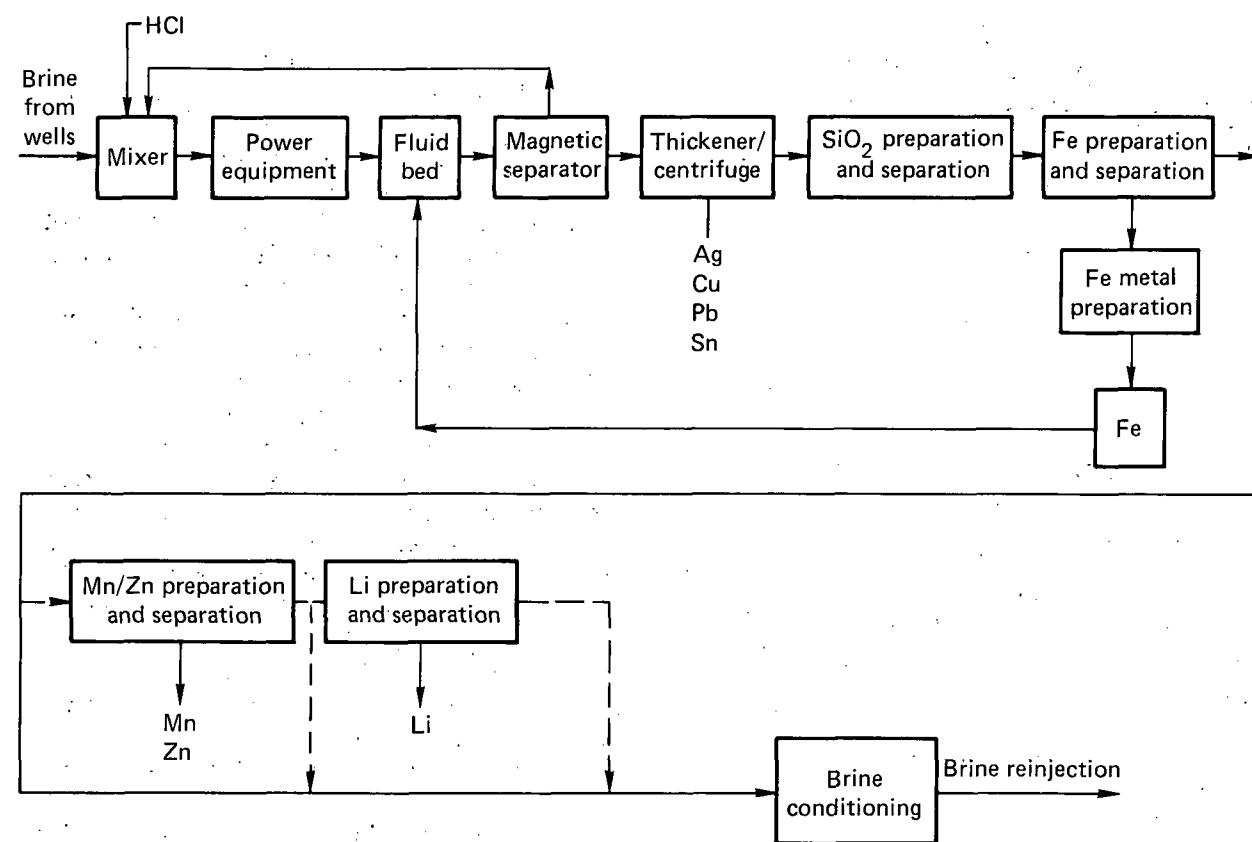 HCl
Brine
from
wells
Mixer
Power
equipment
Fluid
bed
Magnetic
separator
Thickener/
centrifuge
SiO₂ preparation
and separation
Fe preparation
and separation
Ag
Cu
Pb
Sn
Fe metal
preparation
Fe
Mn/Zn preparation
and separation
Li preparation
and separation
Mn
Zn
Li
Brine
conditioning
Brine reinjection